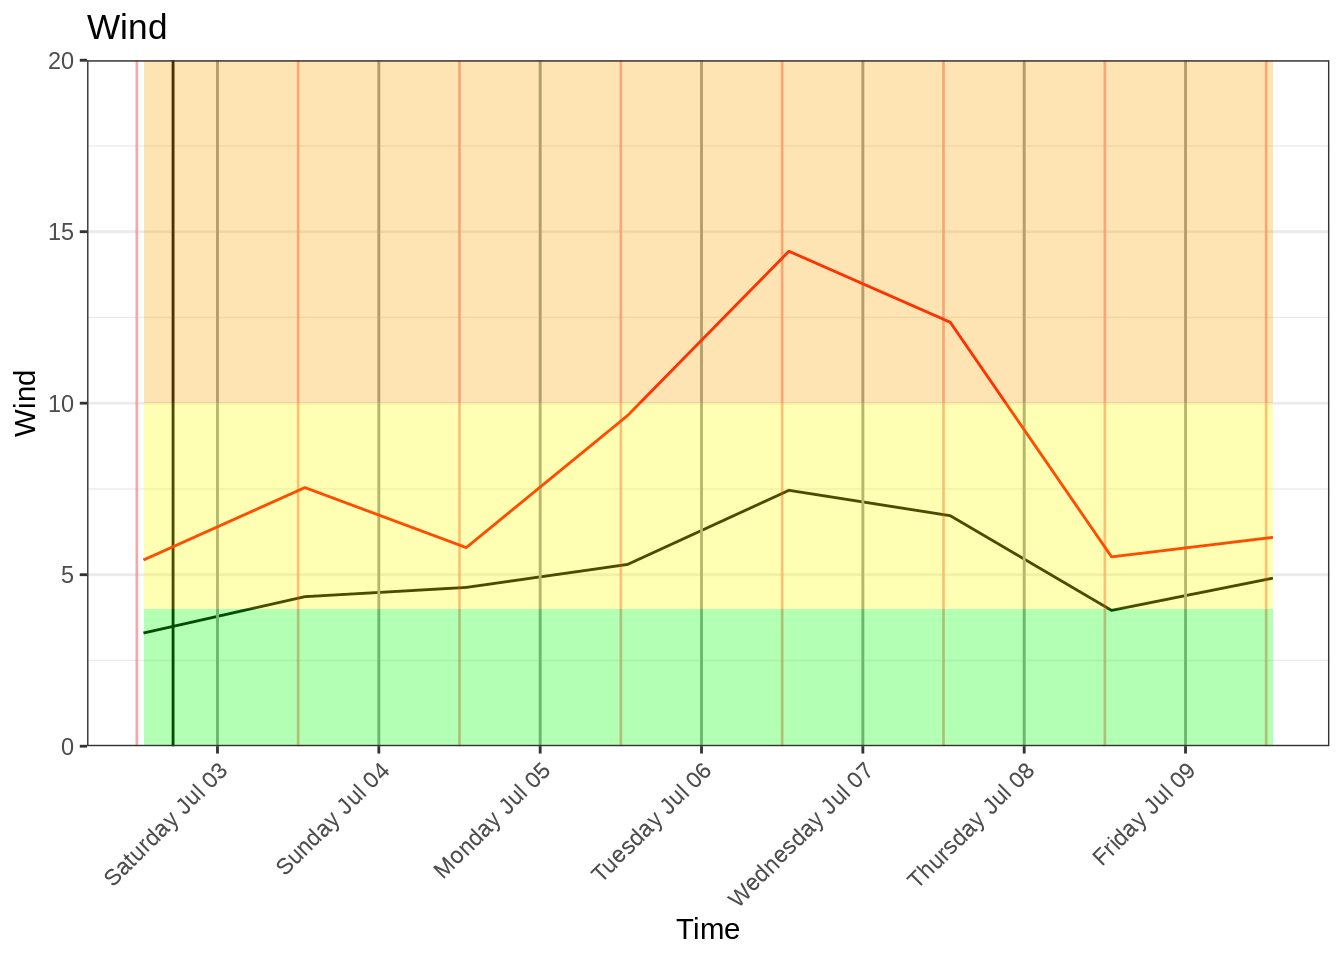 Wind
20
15
10
5
0
Wind
Saturday Jul 03
Sunday Jul 04
Monday Jul 05
Tuesday Jul 06
Wednesday Jul 07
Thursday Jul 08
Friday Jul 09
Time